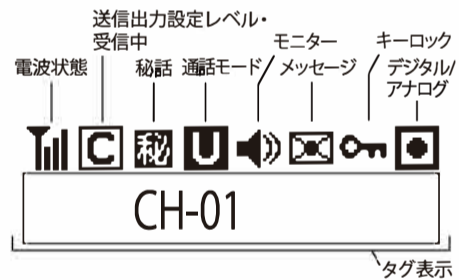 送信出力設定レベル・
受信中
モニター
キーロック
電波状態
秘話
通話モード
メッセージ
デジタル/
アナログ
C
秘
U
CH-01
タグ表示